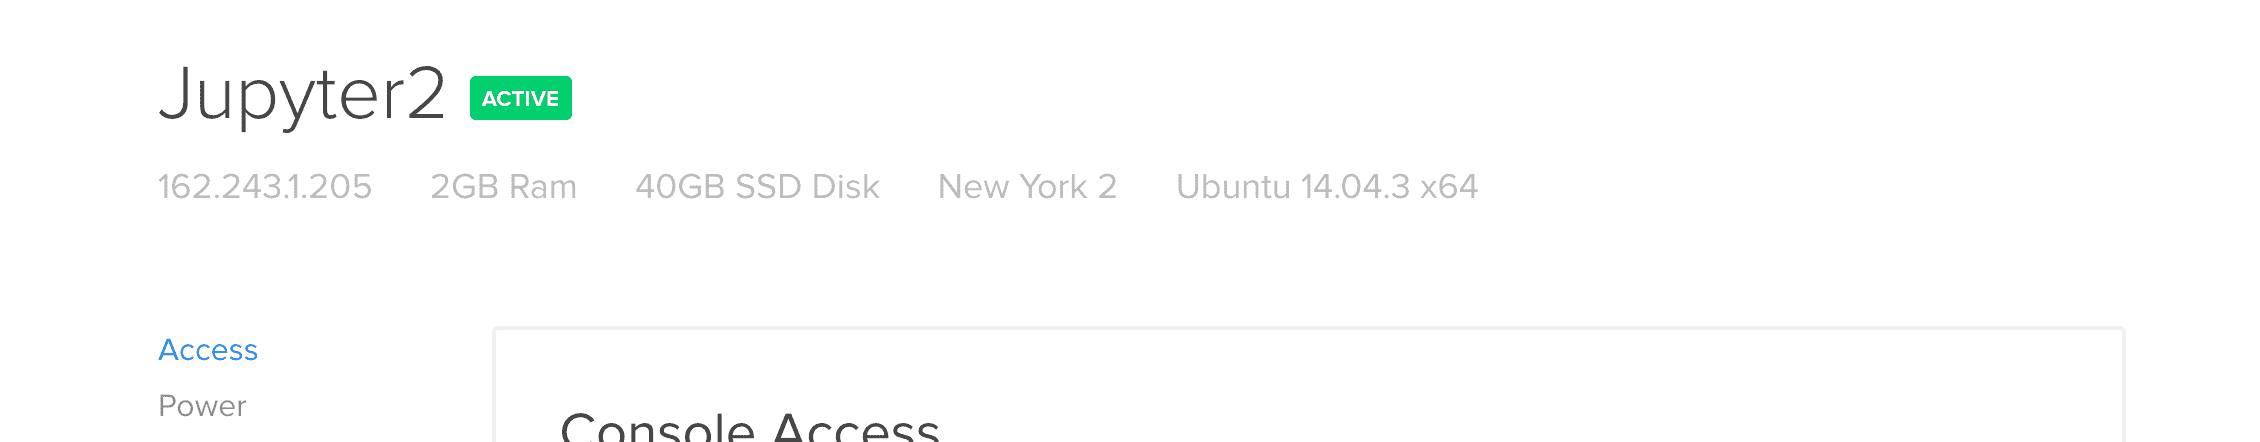 Jupyter2 ACTIVE
162.243.1.205 2GB Ram 40GB SSD Disk New York 2 Ubuntu 14.04.3 x64
Access
Power
Console Access